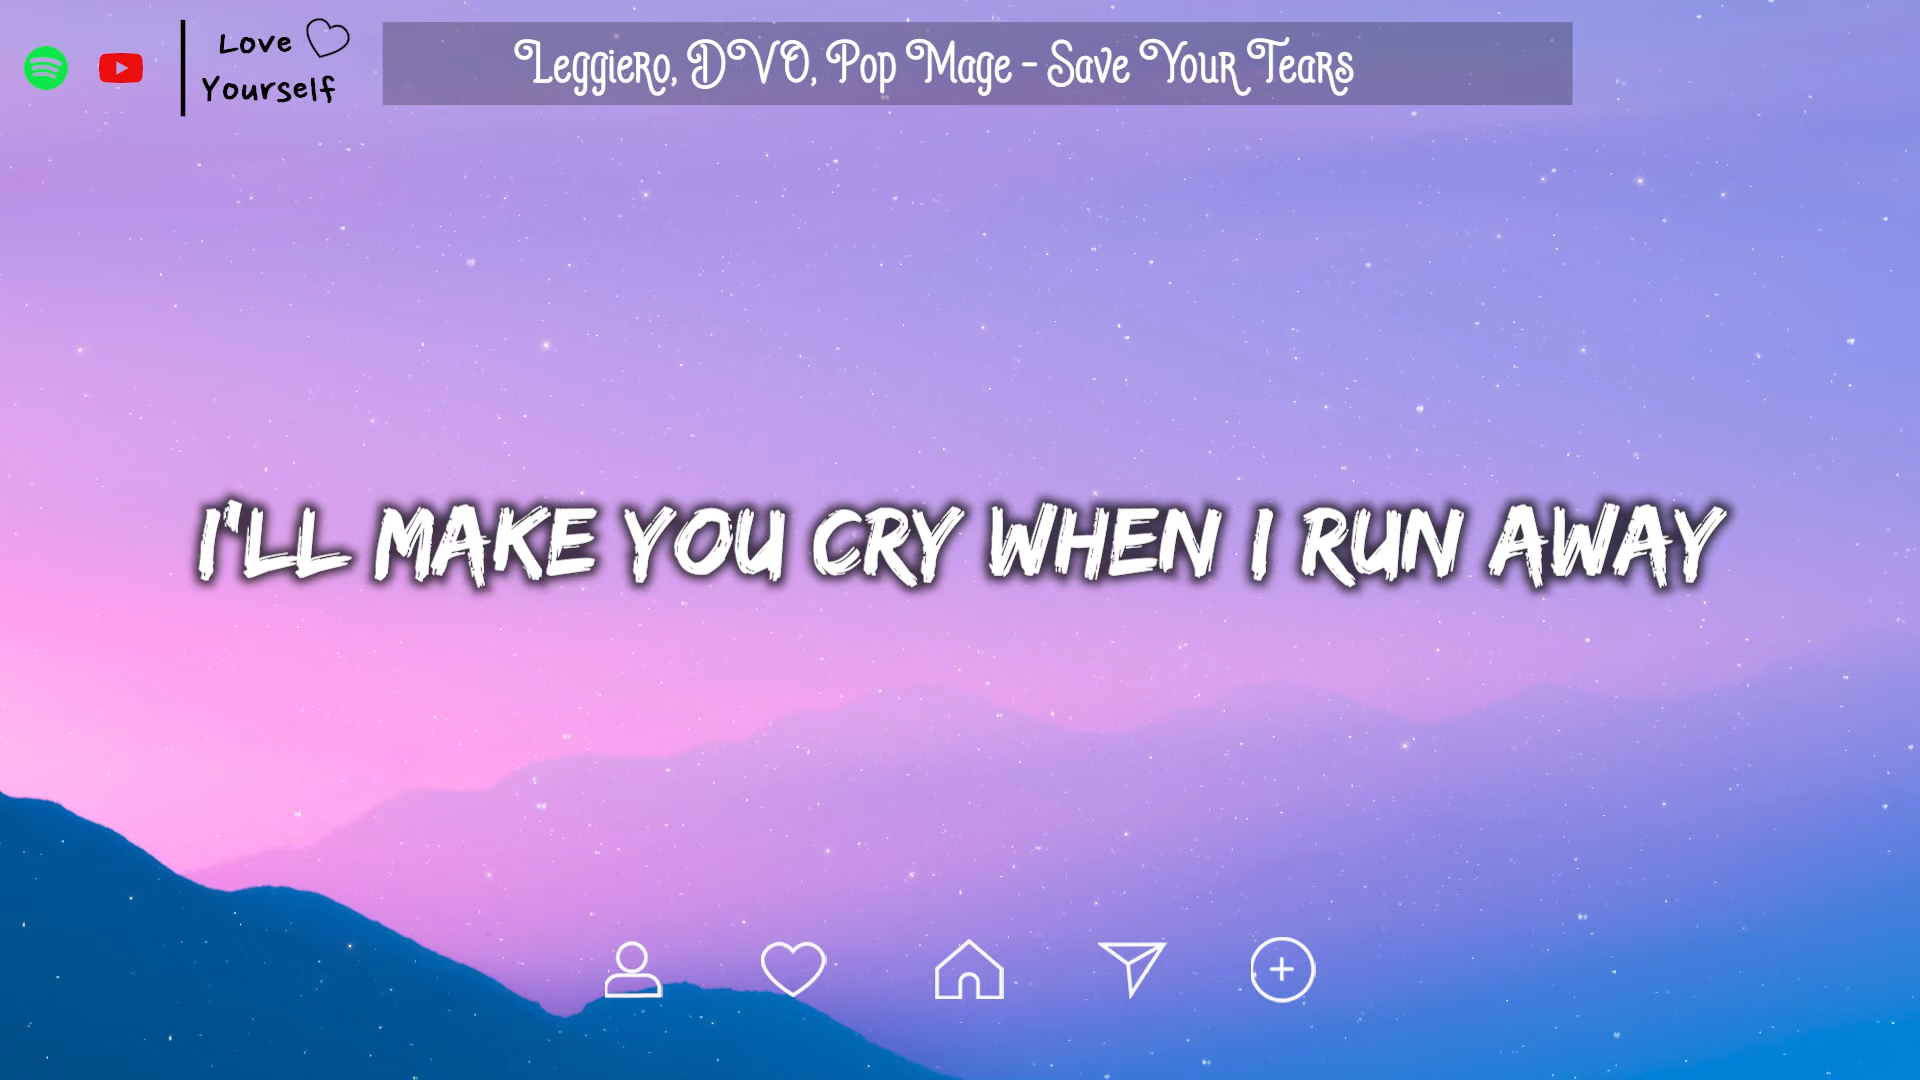 Love
Yourself
Leggiero, DVO, Pop Mage - Save Your Tears
I'LL MAKE YOU CRY WHEN I RUN AWAY